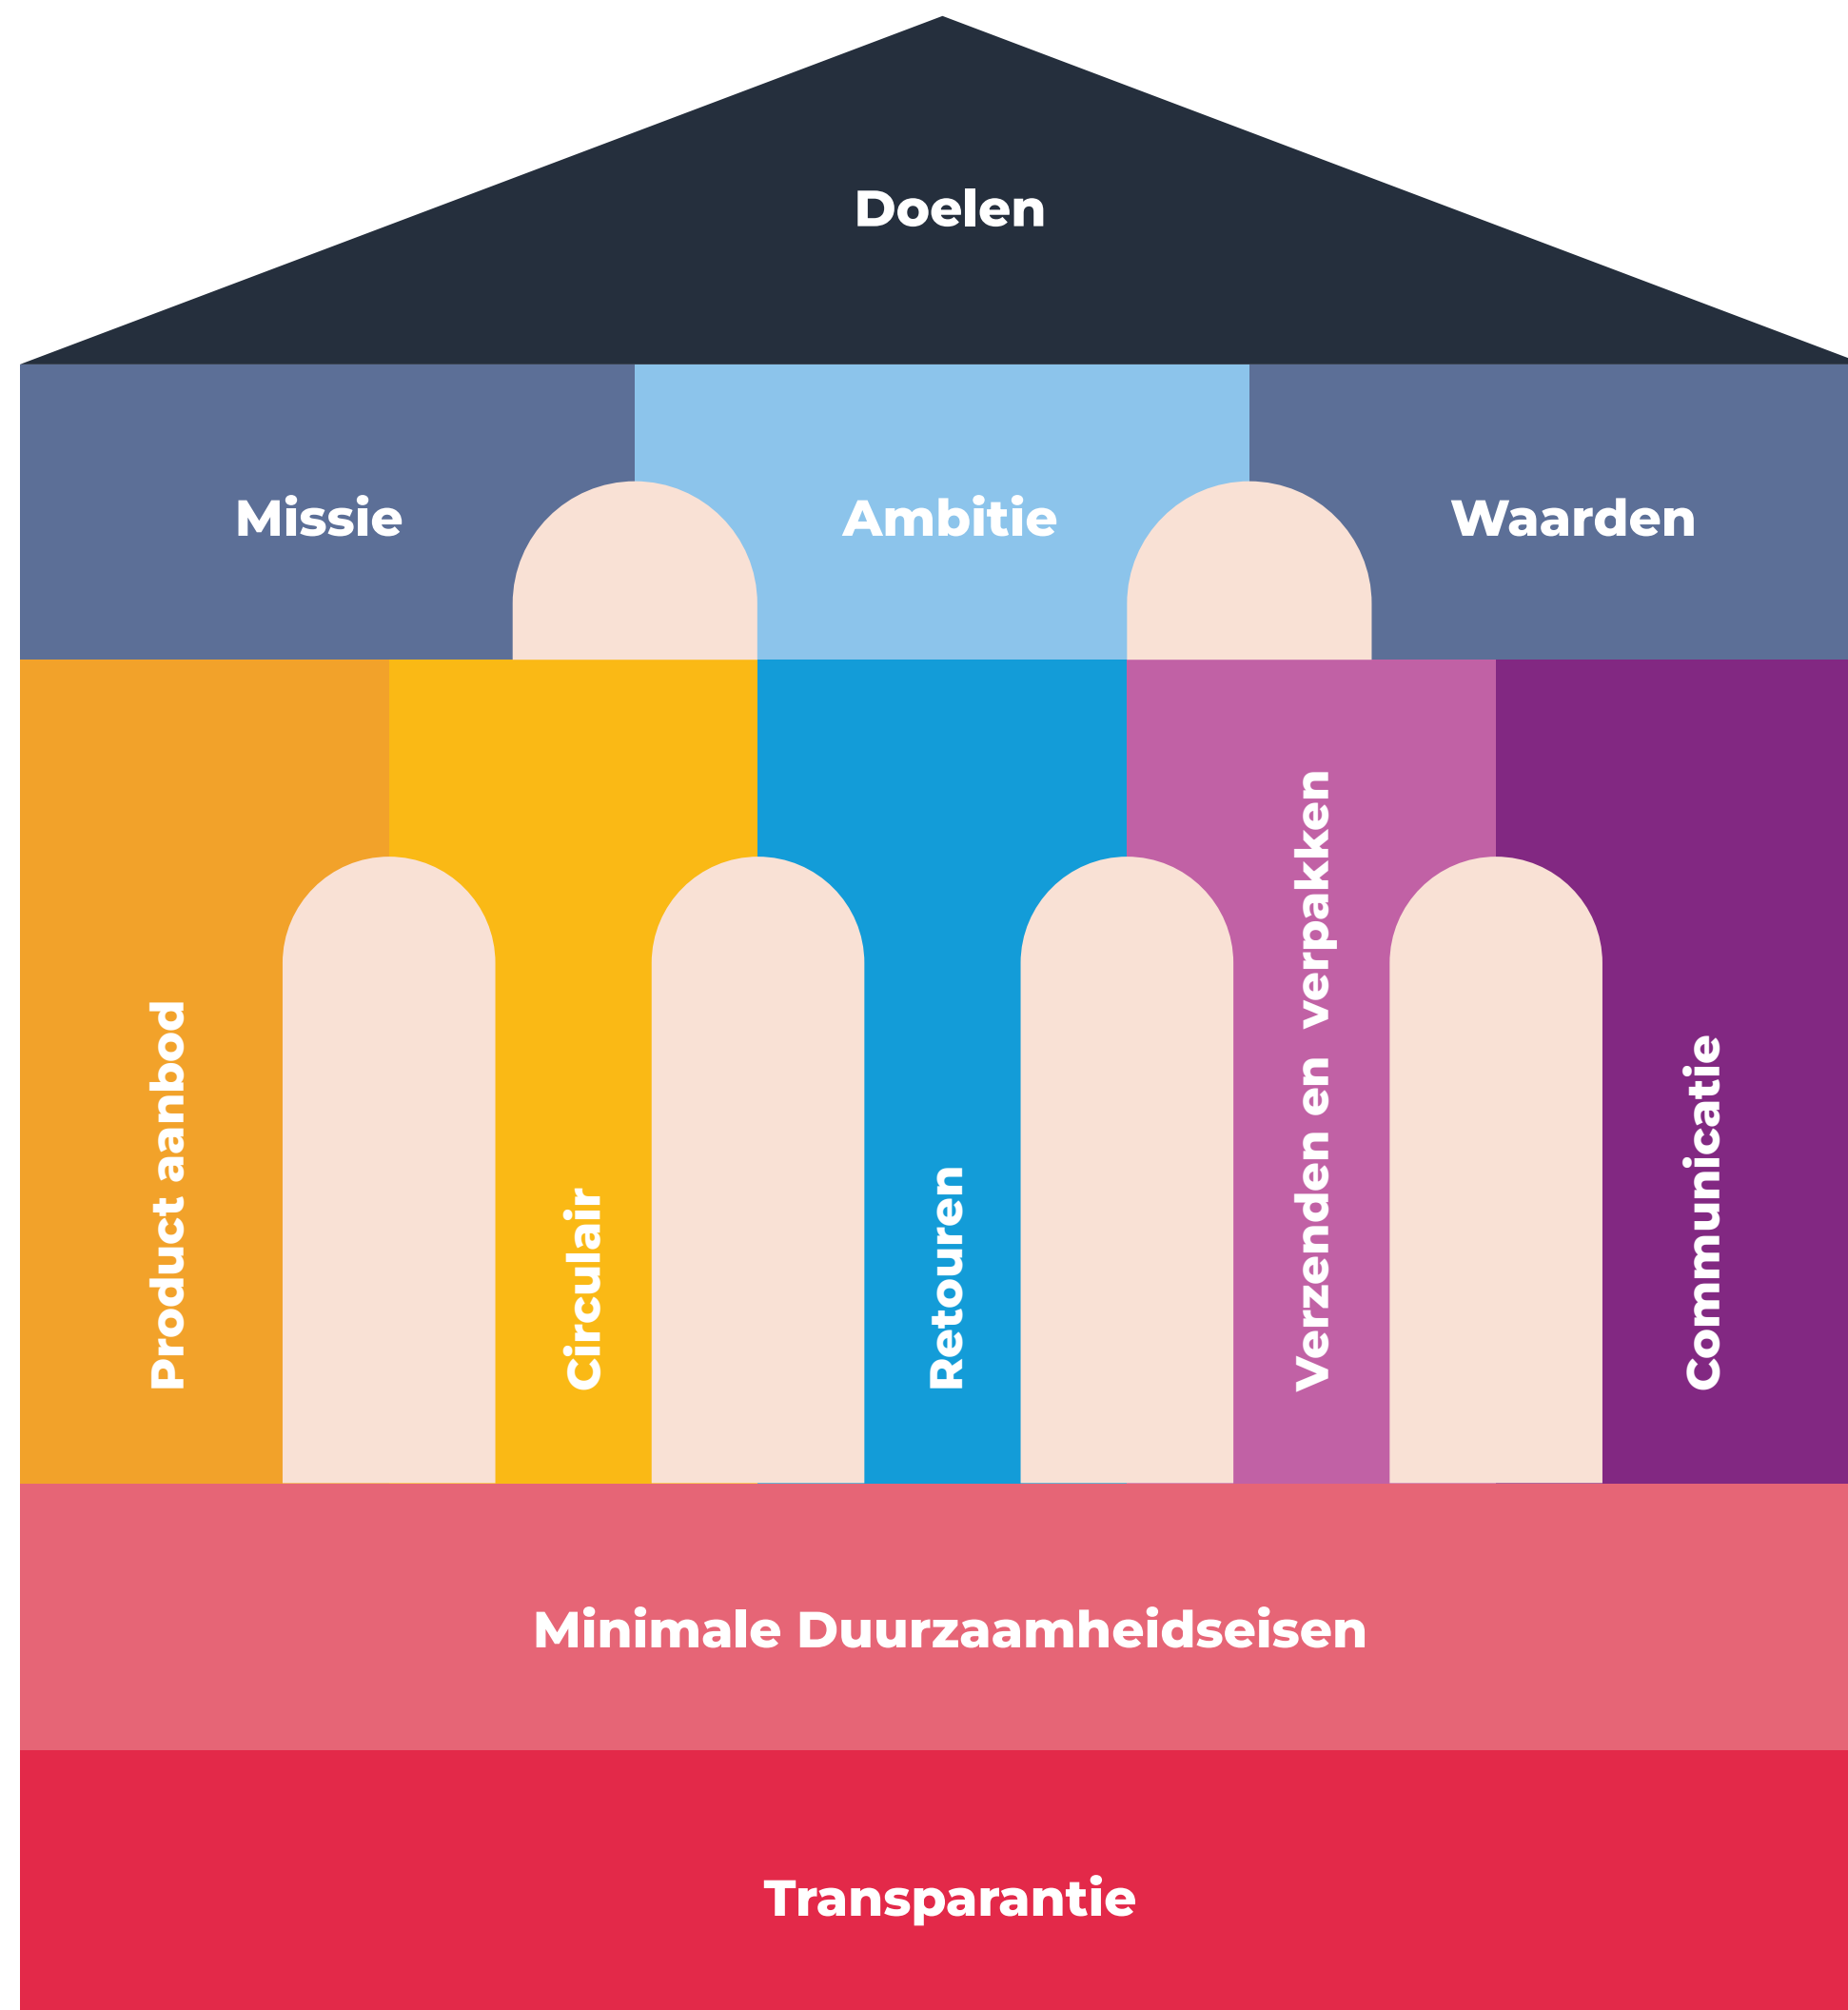 Doelen
Missie
Ambitie
Waarden
Product aanbod
Circulair
Retouren
Verzenden en verpakken
Communicatie
Minimale Duurzaamheidseisen
Transparantie